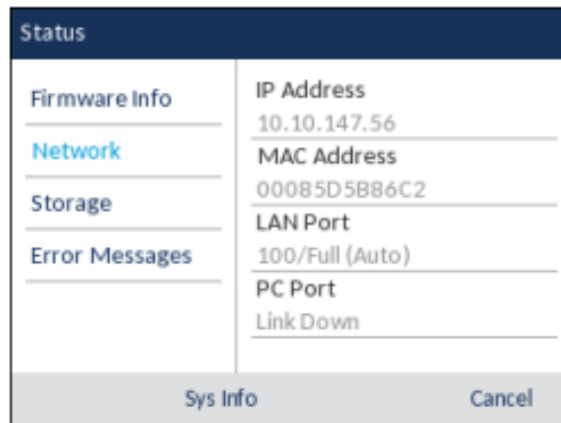 Status
Firmware Info
Network
Storage
Error Messages
IP Address
10.10.147.56
MAC Address
00085D5B86C2
LAN Port
100/Full (Auto)
PC Port
Link Down
Sys Info
Cancel